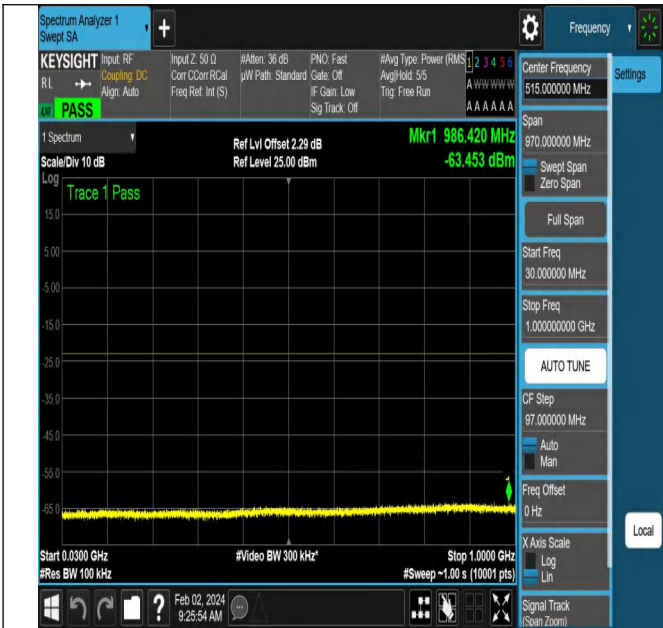 Spectrum Analyzer 1
Swept SA
+
Frequency
KEYSIGHT
RL
PASS
Input: RF
Coupling: DC
Align: Auto
Input Z: 50 Ω
Corr CCorr RCal
Freq Ref: Int (S)
#Atten: 36 dB
µW Path: Standard
PNO: Fast
Gate: Off
IF Gain: Low
Sig Track: Off
#Avg Type: Power (RMS
Avg|Hold: 5/5
Trig: Free Run
1 2 3 4 5 6
A W W W W W
A A A A A A
1 Spectrum
Scale/Div 10 dB
Log
Ref Lvl Offset 2.29 dB
Ref Level 25.00 dBm
Mkr1 986.420 MHz
-63.453 dBm
Trace 1 Pass
15.0
5.00
-5.00
-15.0
-25.0
-35.0
-45.0
-55.0
-65.0
1
Start 0.0300 GHz
#Res BW 100 kHz
#Video BW 300 kHz*
Stop 1.0000 GHz
#Sweep ~1.00 s (10001 pts)
Feb 02, 2024
9:25:54 AM
Center Frequency
515.000000 MHz
Span
970.000000 MHz
Swept Span
Zero Span
Full Span
Start Freq
30.000000 MHz
Stop Freq
1.000000000 GHz
AUTO TUNE
CF Step
97.000000 MHz
Auto
Man
Freq Offset
0 Hz
X Axis Scale
Log
Lin
Signal Track
(Span Zoom)
Settings
Local